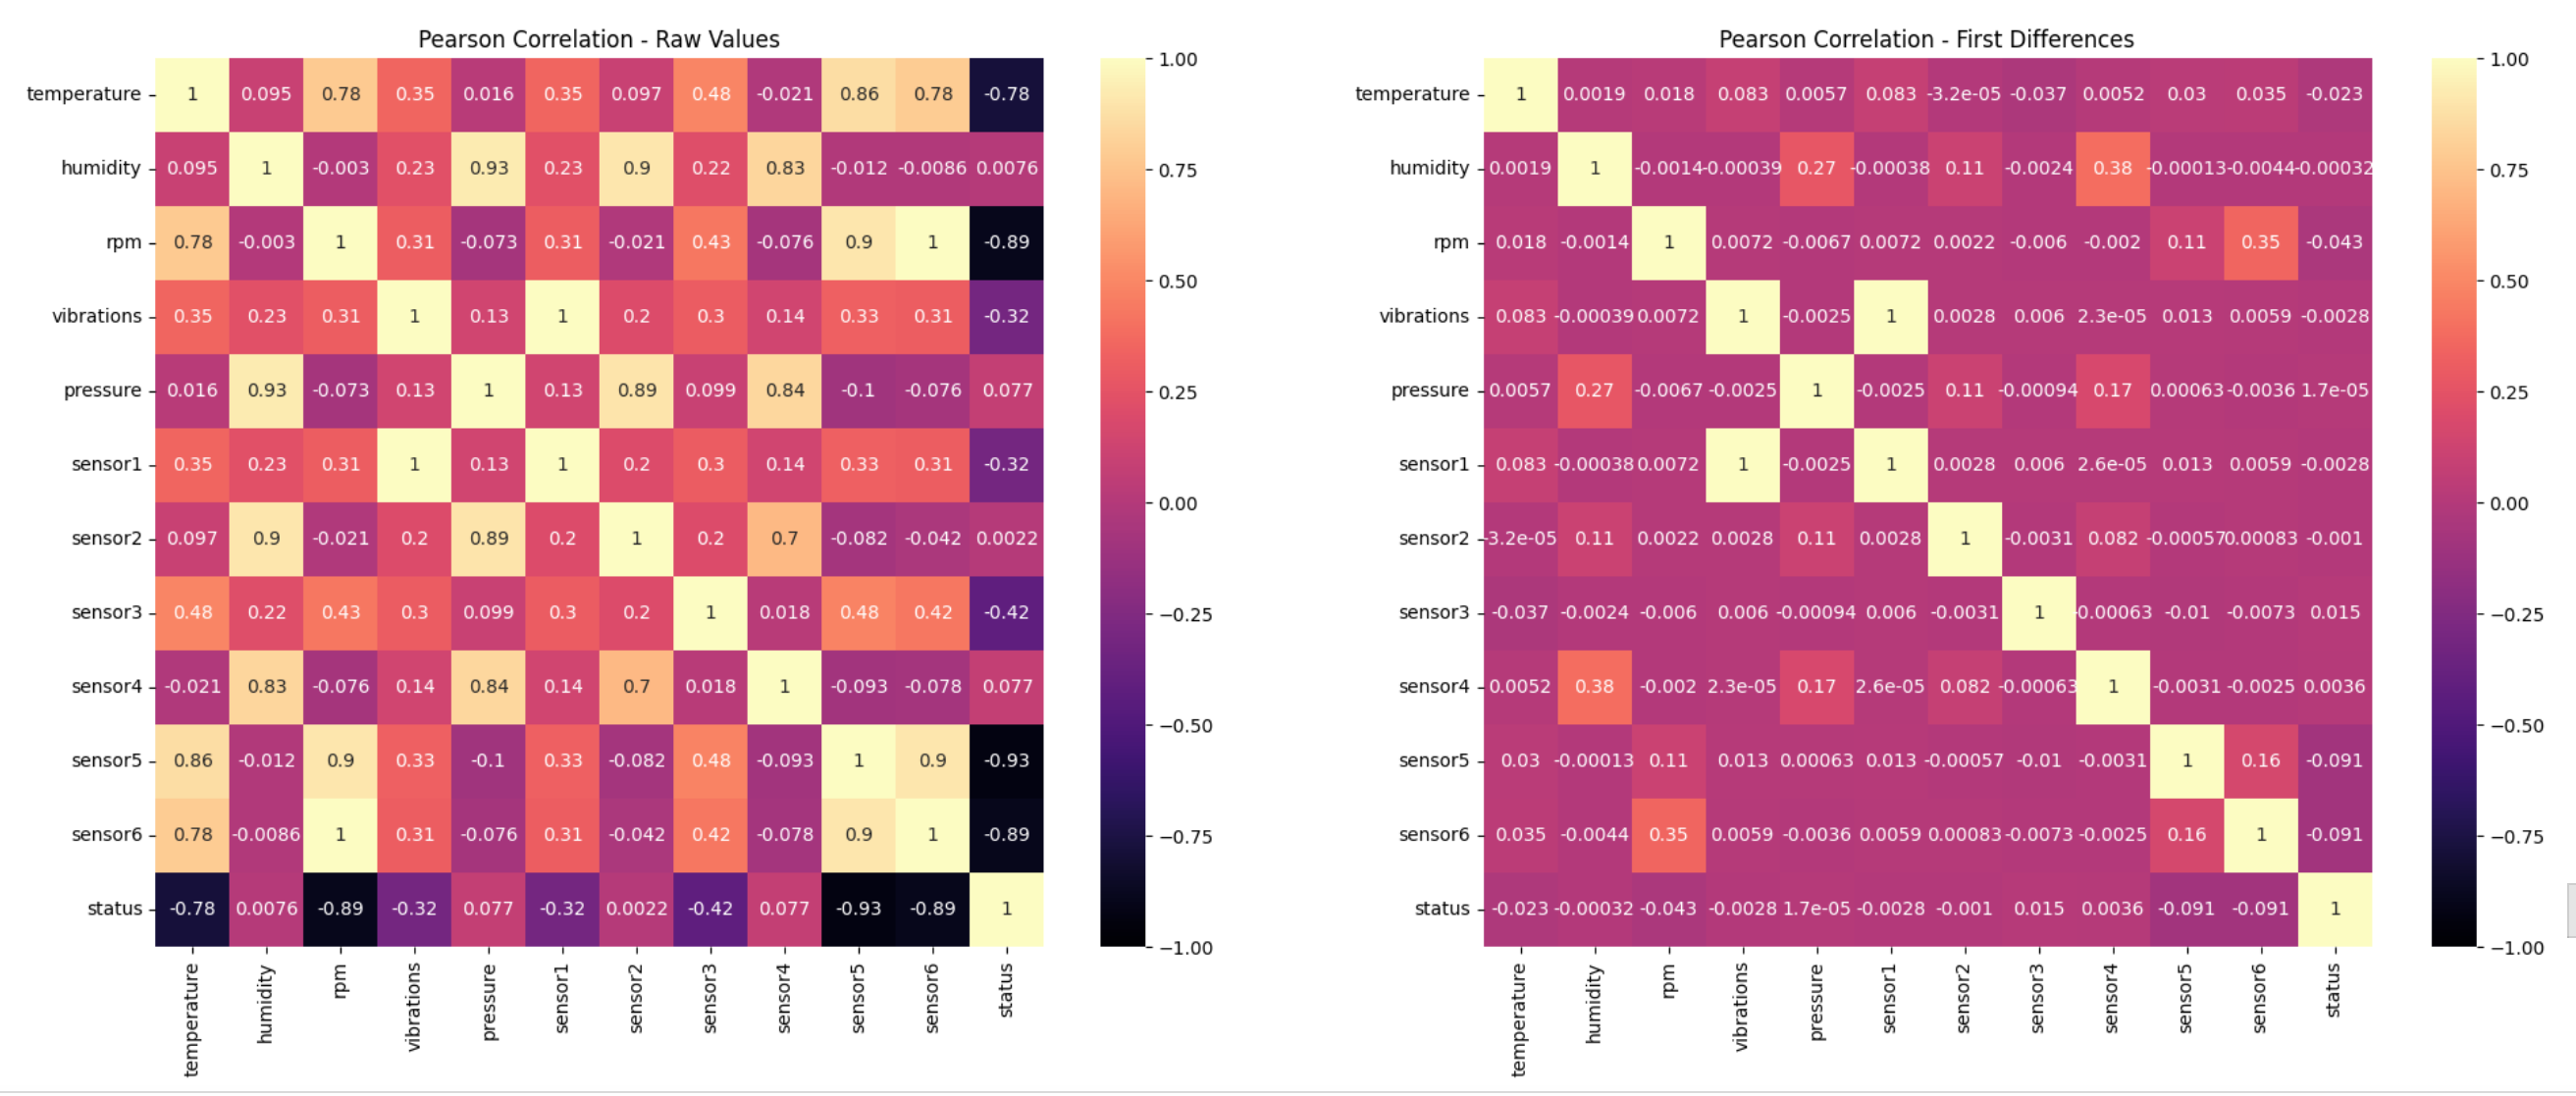 Pearson Correlation - Raw Values
temperature 1 0.095 0.78 0.35 0.016 0.35 0.097 0.48 -0.021 0.86 0.78 -0.78
humidity 0.095 1 -0.003 0.23 0.93 0.23 0.9 0.22 0.83 -0.012 -0.0086 0.0076
rpm 0.78 -0.003 1 0.31 -0.073 0.31 -0.021 0.43 -0.076 0.9 1 -0.89
vibrations 0.35 0.23 0.31 1 0.13 1 0.2 0.3 0.14 0.33 0.31 -0.32
pressure 0.016 0.93 -0.073 0.13 1 0.13 0.89 0.099 0.84 -0.1 -0.076 0.077
sensor1 0.35 0.23 0.31 1 0.13 1 0.2 0.3 0.14 0.33 0.31 -0.32
sensor2 0.097 0.9 -0.021 0.2 0.89 0.2 1 0.2 0.7 -0.082 -0.042 0.0022
sensor3 0.48 0.22 0.43 0.3 0.099 0.3 0.2 1 0.018 0.48 0.42 -0.42
sensor4 -0.021 0.83 -0.076 0.14 0.84 0.14 0.7 0.018 1 -0.093 -0.078 0.077
sensor5 0.86 -0.012 0.9 0.33 -0.1 0.33 -0.082 0.48 -0.093 1 0.9 -0.93
sensor6 0.78 -0.0086 1 0.31 -0.076 0.31 -0.042 0.42 -0.078 0.9 1 -0.89
status -0.78 0.0076 -0.89 -0.32 0.077 -0.32 0.0022 -0.42 0.077 -0.93 -0.89 1
temperature humidity rpm vibrations pressure sensor1 sensor2 sensor3 sensor4 sensor5 sensor6 status
1.00
0.75
0.50
0.25
0.00
−0.25
−0.50
−0.75
−1.00
Pearson Correlation - First Differences
temperature 1 0.0019 0.018 0.083 0.0057 0.083 -3.2e-05 -0.037 0.0052 0.03 0.035 -0.023
humidity 0.0019 1 -0.0014 -0.00039 0.27 -0.00038 0.11 -0.0024 0.38 -0.00013 -0.0044 -0.00032
rpm 0.018 -0.0014 1 0.0072 -0.0067 0.0072 0.0022 -0.006 -0.002 0.11 0.35 -0.043
vibrations 0.083 -0.00039 0.0072 1 -0.0025 1 0.0028 0.006 2.3e-05 0.013 0.0059 -0.0028
pressure 0.0057 0.27 -0.0067 -0.0025 1 -0.0025 0.11 -0.00094 0.17 0.00063 -0.0036 1.7e-05
sensor1 0.083 -0.00038 0.0072 1 -0.0025 1 0.0028 0.006 2.6e-05 0.013 0.0059 -0.0028
sensor2 -3.2e-05 0.11 0.0022 0.0028 0.11 0.0028 1 -0.0031 0.082 -0.00057 0.00083 -0.001
sensor3 -0.037 -0.0024 -0.006 0.006 -0.00094 0.006 -0.0031 1 -0.00063 -0.01 -0.0073 0.015
sensor4 0.0052 0.38 -0.002 2.3e-05 0.17 2.6e-05 0.082 -0.00063 1 -0.0031 -0.0025 0.0036
sensor5 0.03 -0.00013 0.11 0.013 0.00063 0.013 -0.00057 -0.01 -0.0031 1 0.16 -0.091
sensor6 0.035 -0.0044 0.35 0.0059 -0.0036 0.0059 0.00083 -0.0073 -0.0025 0.16 1 -0.091
status -0.023 -0.00032 -0.043 -0.0028 1.7e-05 -0.0028 -0.001 0.015 0.0036 -0.091 -0.091 1
temperature humidity rpm vibrations pressure sensor1 sensor2 sensor3 sensor4 sensor5 sensor6 status
1.00
0.75
0.50
0.25
0.00
−0.25
−0.50
−0.75
−1.00